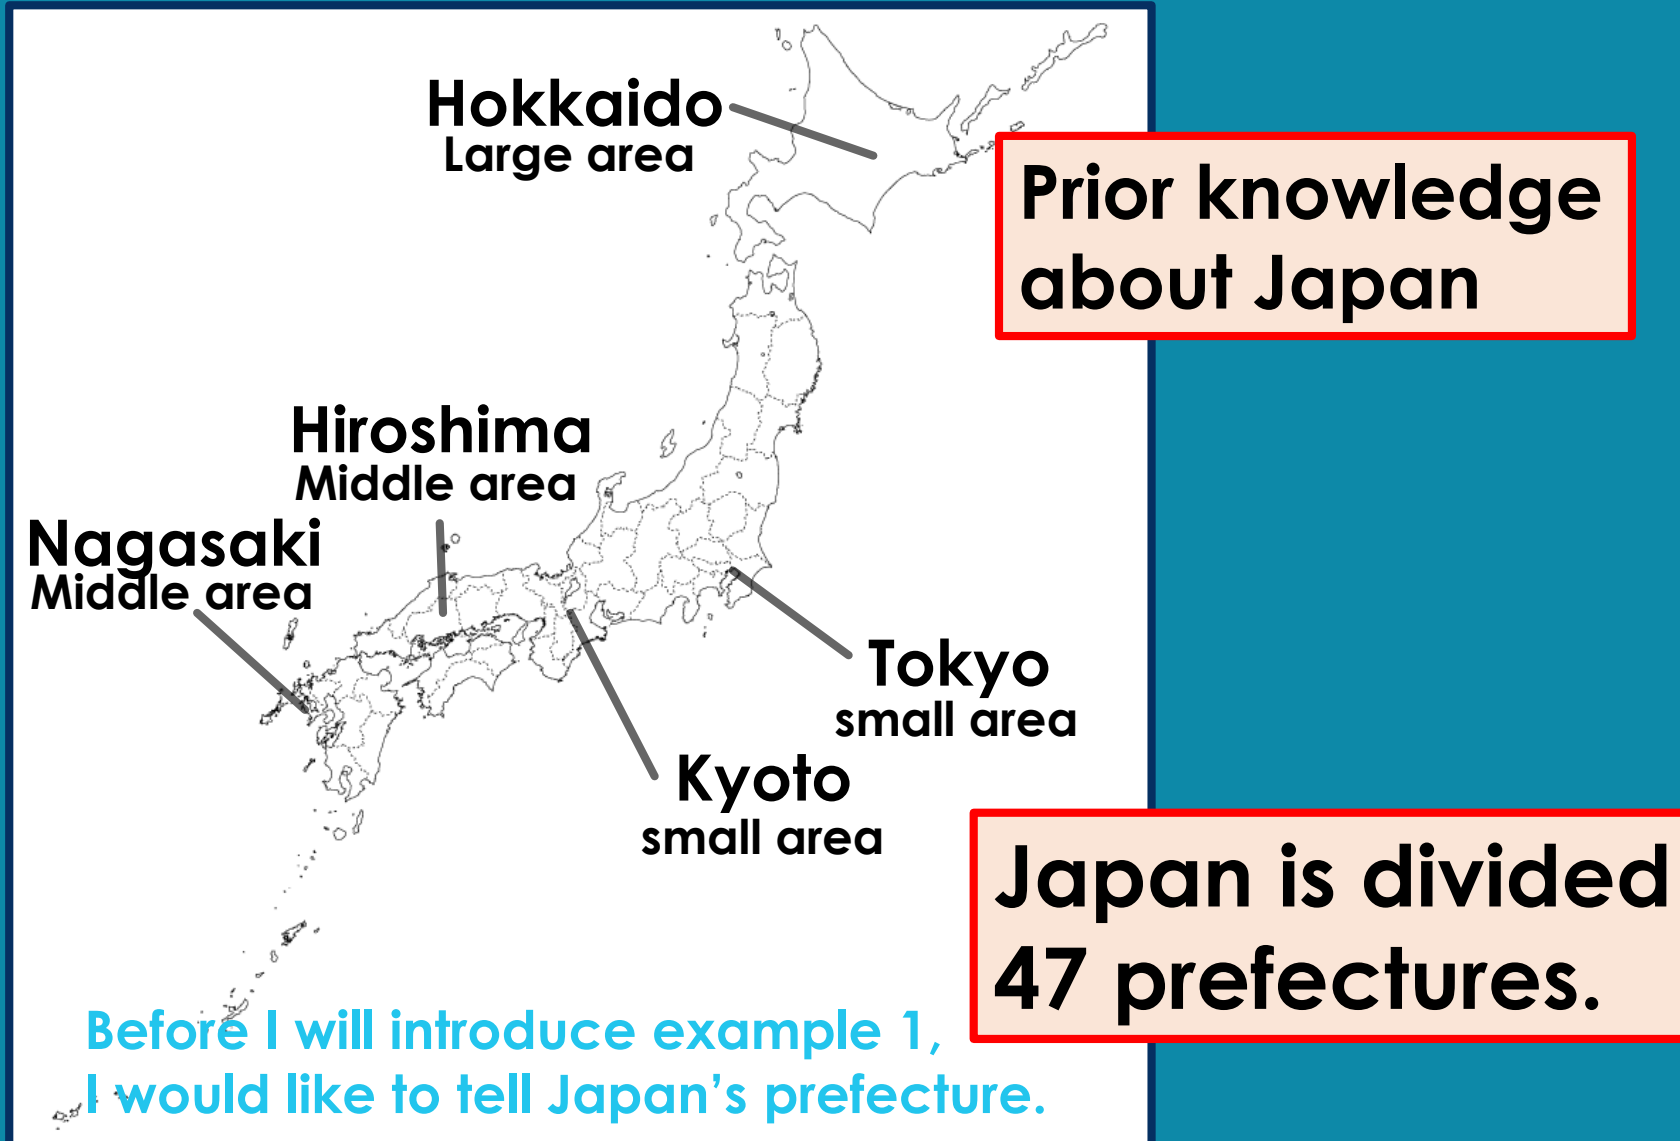 Hokkaido
Large area
Prior knowledge
about Japan
Hiroshima
Middle area
Nagasaki
Middle area
Tokyo
small area
Kyoto
small area
Japan is divided
47 prefectures.
Before I will introduce example 1,
I would like to tell Japan’s prefecture.